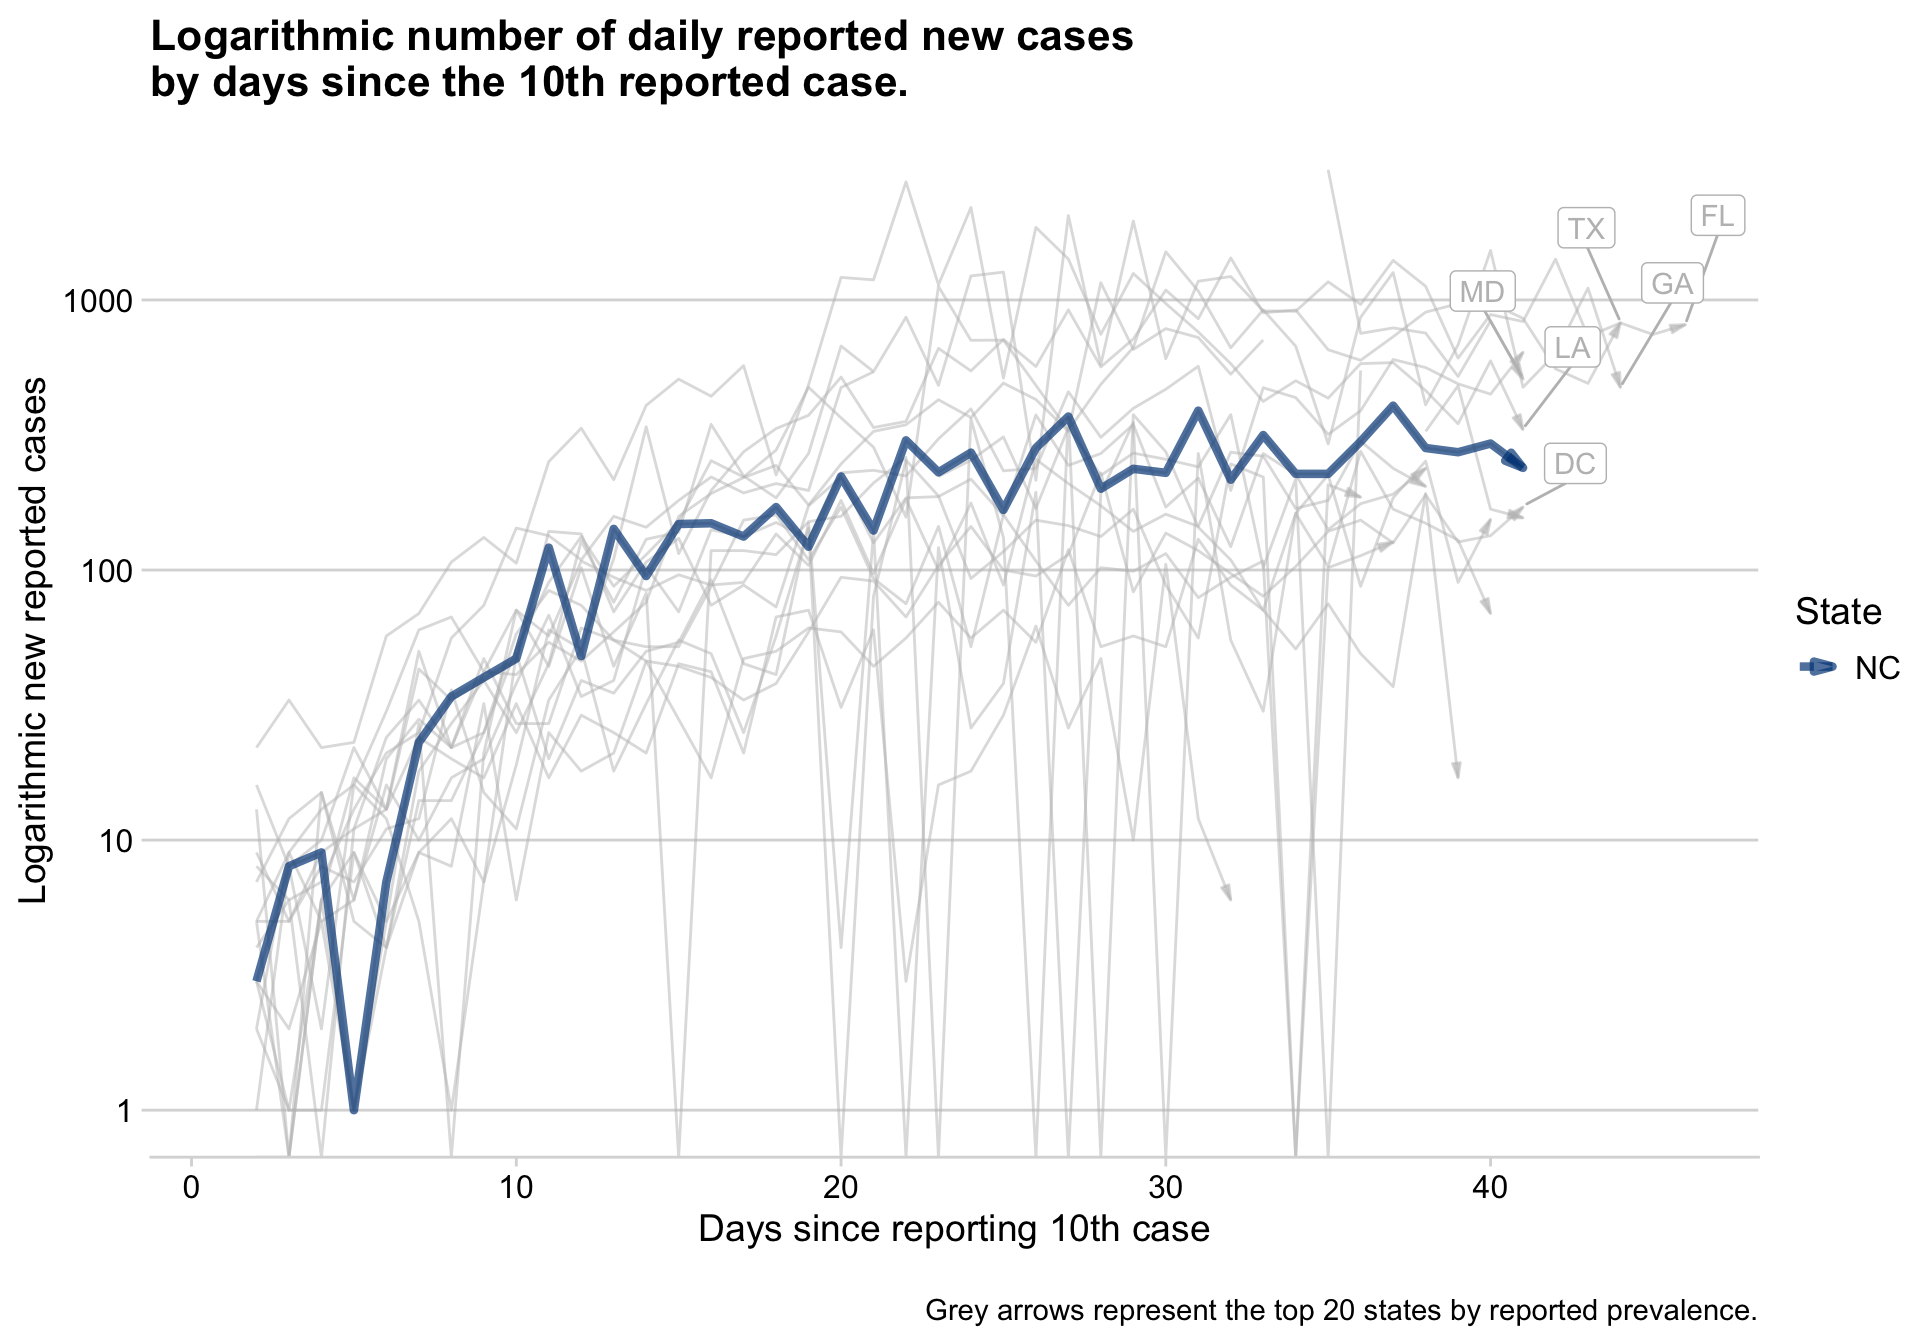 Logarithmic number of daily reported new cases
by days since the 10th reported case.
Logarithmic new reported cases
1000
100
10
1
TX
FL
MD
GA
LA
DC
State
NC
0
10
20
30
40
Days since reporting 10th case
Grey arrows represent the top 20 states by reported prevalence.